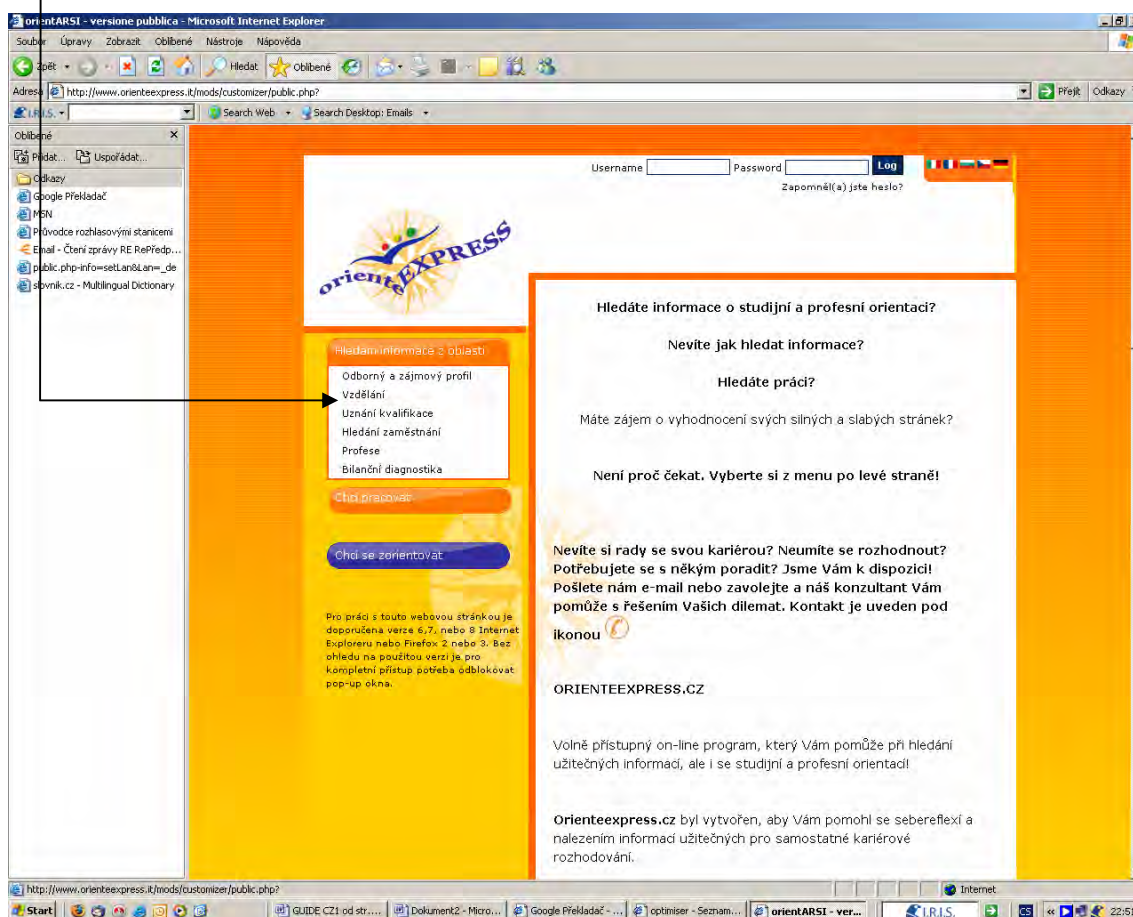 orientARSI - versione pubblica - Microsoft Internet Explorer
Soubor Úpravy Zobrazit Oblíbené Nástroje Nápověda
Zpět Hledat Oblíbené
Adresa http://www.orienteexpress.it/mods/customizer/public.php? Přejít Odkazy
I.R.I.S. Search Web Search Desktop: Emails
Oblíbené
Přidat... Uspořádat...
Odkazy
Google Překladač
MSN
Průvodce rozhlasovými stanicemi
Email - Čtení zprávy RE RePředp...
public.php-info=setLan&Lan=_de
slovnik.cz - Multilingual Dictionary
Username Password Log
Zapomněl(a) jste heslo?
orienteEXPRESS
Hledám informace z oblasti
Odborný a zájmový profil
Vzdělání
Uznání kvalifikace
Hledání zaměstnání
Profese
Bilanční diagnostika
Chci pracovat
Chci se zorientovat
Pro práci s touto webovou stránkou je
doporučena verze 6,7, nebo 8 Internet
Exploreru nebo Firefox 2 nebo 3. Bez
ohledu na použitou verzi je pro
kompletní přístup potřeba odblokovat
pop-up okna.
Hledáte informace o studijní a profesní orientaci?
Nevíte jak hledat informace?
Hledáte práci?
Máte zájem o vyhodnocení svých silných a slabých stránek?
Není proč čekat. Vyberte si z menu po levé straně!
Nevíte si rady se svou kariérou? Neumíte se rozhodnout?
Potřebujete se s někým poradit? Jsme Vám k dispozici!
Pošlete nám e-mail nebo zavolejte a náš konzultant Vám
pomůže s řešením Vašich dilemat. Kontakt je uveden pod
ikonou
ORIENTEEXPRESS.CZ
Volně přístupný on-line program, který Vám pomůže při hledání
užitečných informací, ale i se studijní a profesní orientací!
Orienteexpress.cz byl vytvořen, aby Vám pomohl se sebereflexí a
nalezením informací užitečných pro samostatné kariérové
rozhodování.
http://www.orienteexpress.it/mods/customizer/public.php? Internet
Start GUIDE CZ1 od str.... Dokument2 - Micro... Google Překladač - ... optimiser - Seznam... orientARSI - ver... I.R.I.S. CS 22:51